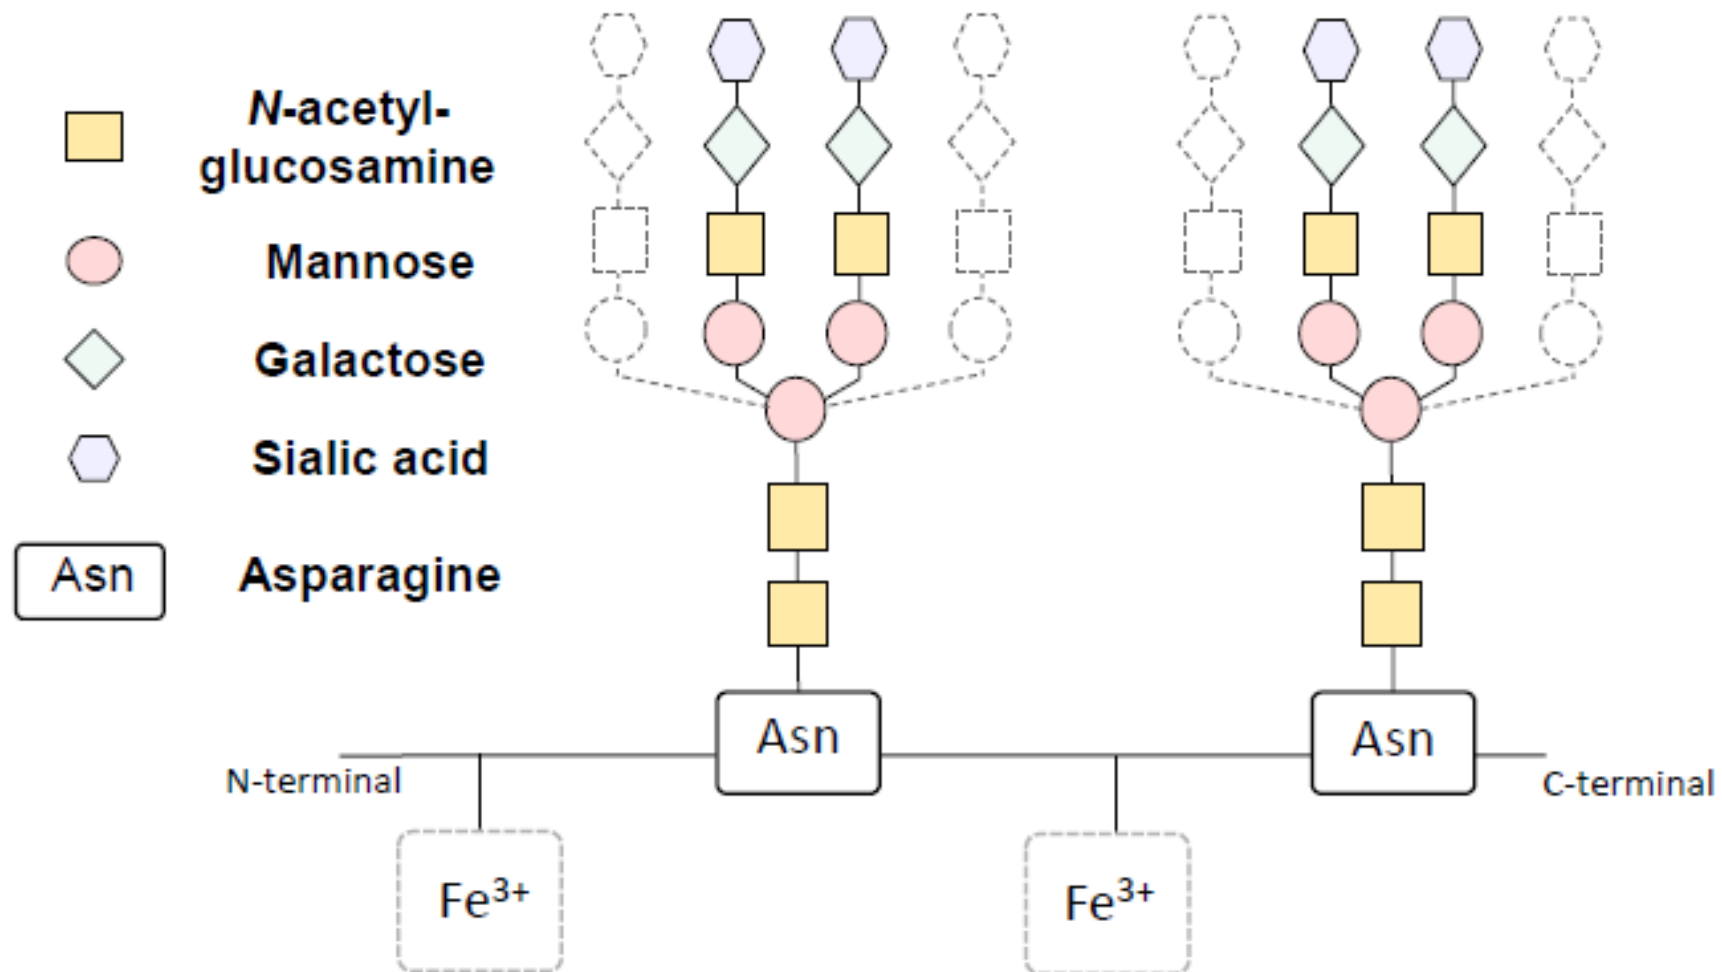 N-acetyl-
glucosamine
Mannose
Galactose
Sialic acid
Asn
Asparagine
Asn
Asn
N-terminal
C-terminal
Fe³⁺
Fe³⁺